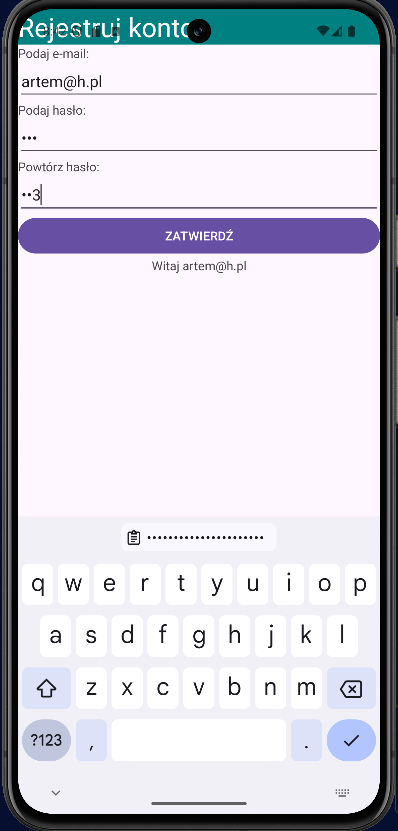 Rejestruj konto
Podaj e-mail:
artem@h.pl
Podaj hasło:
•••
Powtórz hasło:
••3
ZATWIERDŹ
Witaj artem@h.pl
••••••••••••••••••••••
q w e r t y u i o p
a s d f g h j k l
z x c v b n m
?123 , .